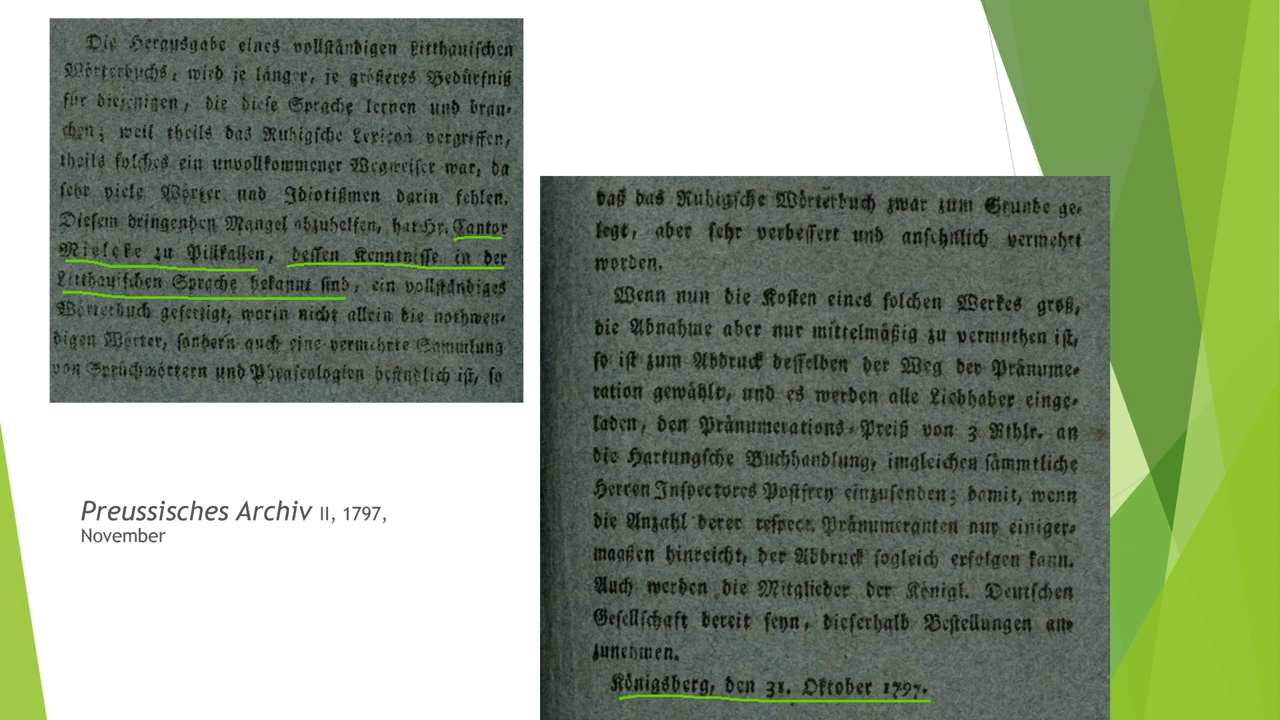 Die Herausgabe eines vollständigen Litthauischen
Wörterbuchs, wird je länger, je größeres Bedürfniß
für diejenigen, die diese Sprache lernen und brau-
chen; weil theils das Ruhigsche Lexicon vergriffen,
theils solches ein unvollkommener Wegweiser war, da
sehr viele Wörter und Idiotißmen darin fehlen.
Diesem dringenden Mangel abzuhelfen, hat Hr. Cantor
Mielcke zu Pillkallen, dessen Kenntnisse in der
Litthauischen Sprache bekannt sind, ein vollständiges
Wörterbuch gefertigt, worin nicht allein die nothwen-
digen Wörter, sondern auch eine vermehrte Sammlung
von Sprüchwörtern und Phraseologien befindlich ist, so
daß das Ruhigsche Wörterbuch zwar zum Grunde ge-
legt, aber sehr verbessert und ansehnlich vermehrt
worden.
Wenn nun die Kosten eines solchen Werkes groß,
die Abnahme aber nur mittelmäßig zu vermuthen ist,
so ist zum Abdruck desselben der Weg der Pränume-
ration gewählt, und es werden alle Liebhaber einge-
laden, den Pränumerations-Preiß von 3 Rthlr. an
die Hartungsche Buchhandlung, imgleichen sämmtliche
Herren Inspectores Postfrey einzusenden; damit, wenn
die Anzahl derer respect. Pränumeranten nur einiger-
maaßen hinreicht, der Abdruck sogleich erfolgen kann.
Auch werden die Mitglieder der Königl. Deutschen
Gesellschaft bereit seyn, dieserhalb Bestellungen an-
zunehmen.
Königsberg, den 31. Oktober 1797.
Preussisches Archiv II, 1797,
November